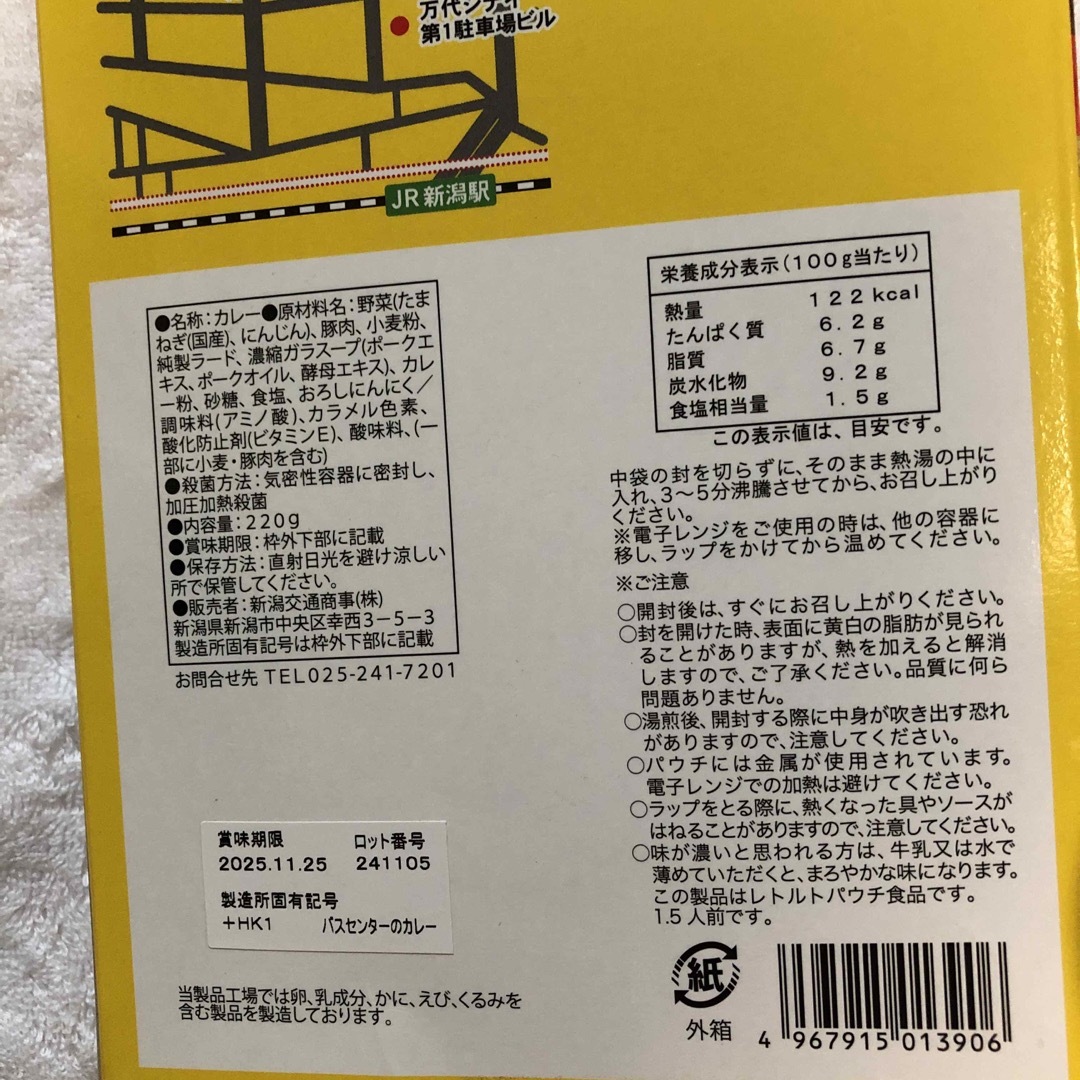 万代シティ
第1駐車場ビル
JR新潟駅
●名称:カレー●原材料名:野菜(たま
ねぎ(国産)、にんじん)、豚肉、小麦粉、
純製ラード、濃縮ガラスープ(ポークエ
キス、ポークオイル、酵母エキス)、カレ
ー粉、砂糖、食塩、おろしにんにく/
調味料(アミノ酸)、カラメル色素、
酸化防止剤(ビタミンE)、酸味料、(一
部に小麦・豚肉を含む)
●殺菌方法:気密性容器に密封し、
加圧加熱殺菌
●内容量:220g
●賞味期限:枠外下部に記載
●保存方法:直射日光を避け涼しい
所で保管してください。
●販売者:新潟交通商事(株)
新潟県新潟市中央区幸西3-5-3
製造所固有記号は枠外下部に記載
お問合せ先 TEL025-241-7201
賞味期限 ロット番号
2025.11.25 241105
製造所固有記号
+HK1 バスセンターのカレー
当製品工場では卵、乳成分、かに、えび、くるみを
含む製品を製造しております。
栄養成分表示(100g当たり)
熱量 122kcal
たんぱく質 6.2g
脂質 6.7g
炭水化物 9.2g
食塩相当量 1.5g
この表示値は、目安です。
中袋の封を切らずに、そのまま熱湯の中に
入れ、3〜5分沸騰させてから、お召し上がり
ください。
※電子レンジをご使用の時は、他の容器に
移し、ラップをかけてから温めてください。
※ご注意
○開封後は、すぐにお召し上がりください。
○封を開けた時、表面に黄白の脂肪が見られ
ることがありますが、熱を加えると解消
しますので、ご了承ください。品質に何ら
問題ありません。
○湯煎後、開封する際に中身が吹き出す恐れ
がありますので、注意してください。
○パウチには金属が使用されています。
電子レンジでの加熱は避けてください。
○ラップをとる際に、熱くなった具やソースが
はねることがありますので、注意してください。
○味が濃いと思われる方は、牛乳又は水で
薄めていただくと、まろやかな味になります。
この製品はレトルトパウチ食品です。
1.5人前です。
紙
外箱
4 967915 013906